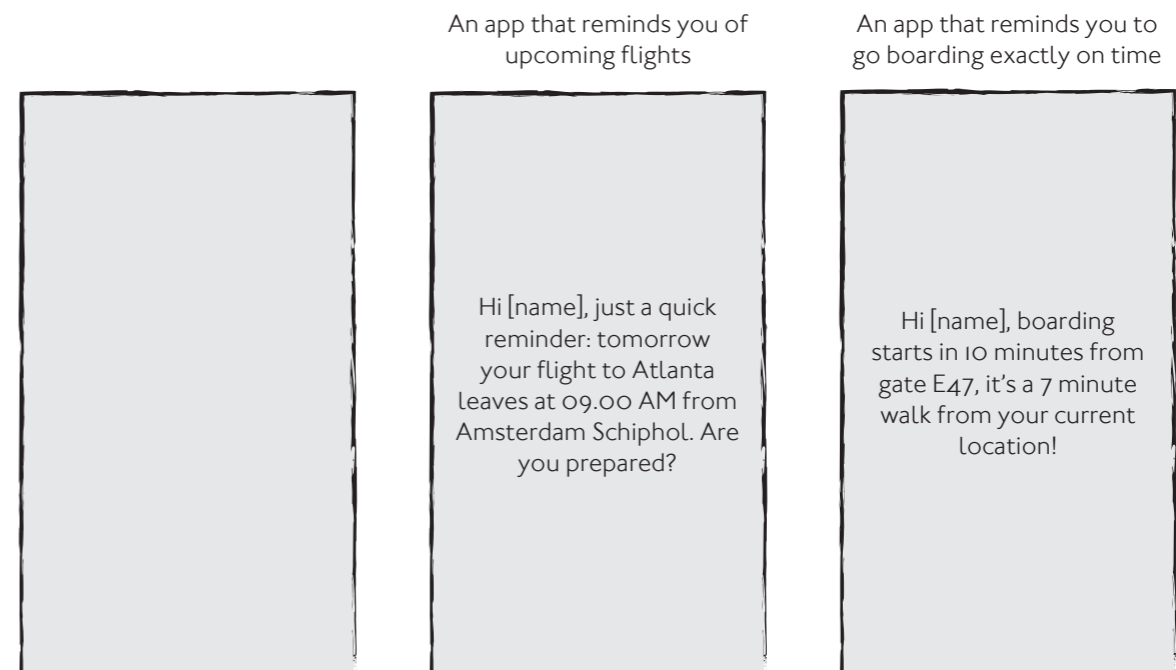 An app that reminds you of
upcoming flights
An app that reminds you to
go boarding exactly on time
Hi [name], just a quick
reminder: tomorrow
your flight to Atlanta
leaves at 09.00 AM from
Amsterdam Schiphol. Are
you prepared?
Hi [name], boarding
starts in 10 minutes from
gate E47, it's a 7 minute
walk from your current
location!